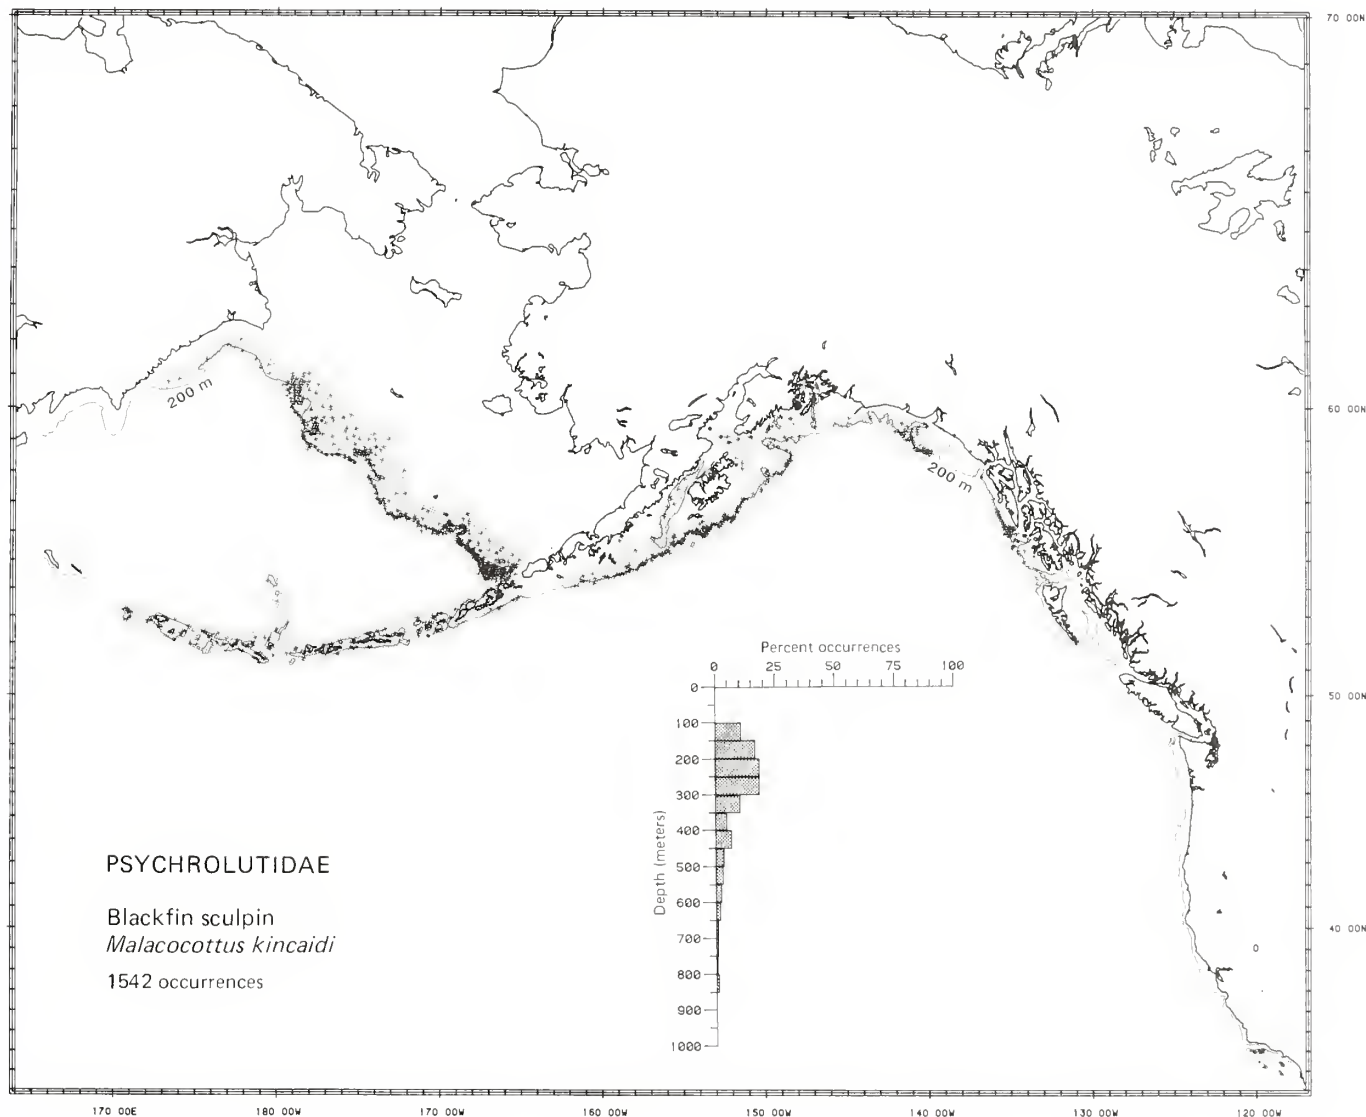 70 00N
200 m
60 00N
200 m
Percent occurrences
0 25 50 75 100
0
50 00N
100
200
300
400
Depth (meters)
500
600
700
800
900
1000
PSYCHROLUTIDAE
Blackfin sculpin
Malacocottus kincaidi
1542 occurrences
40 00N
170 00E 180 00W 170 00W 160 00W 150 00W 140 00W 130 00W 120 00W